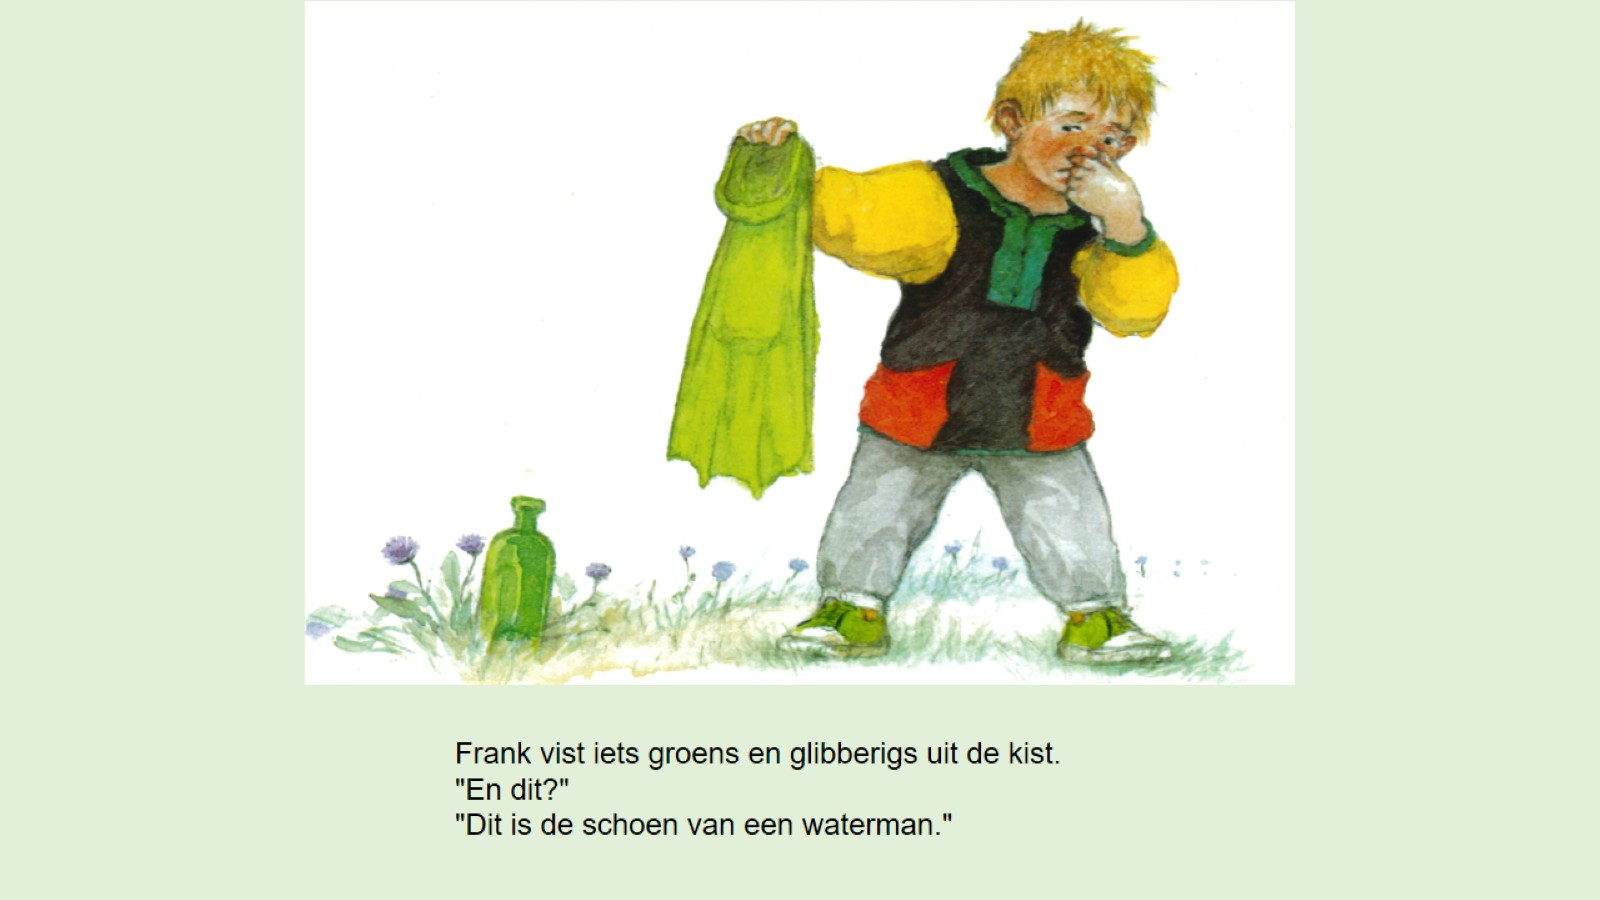 Frank vist iets groens en glibberigs uit de kist.
"En dit?"
"Dit is de schoen van een waterman."